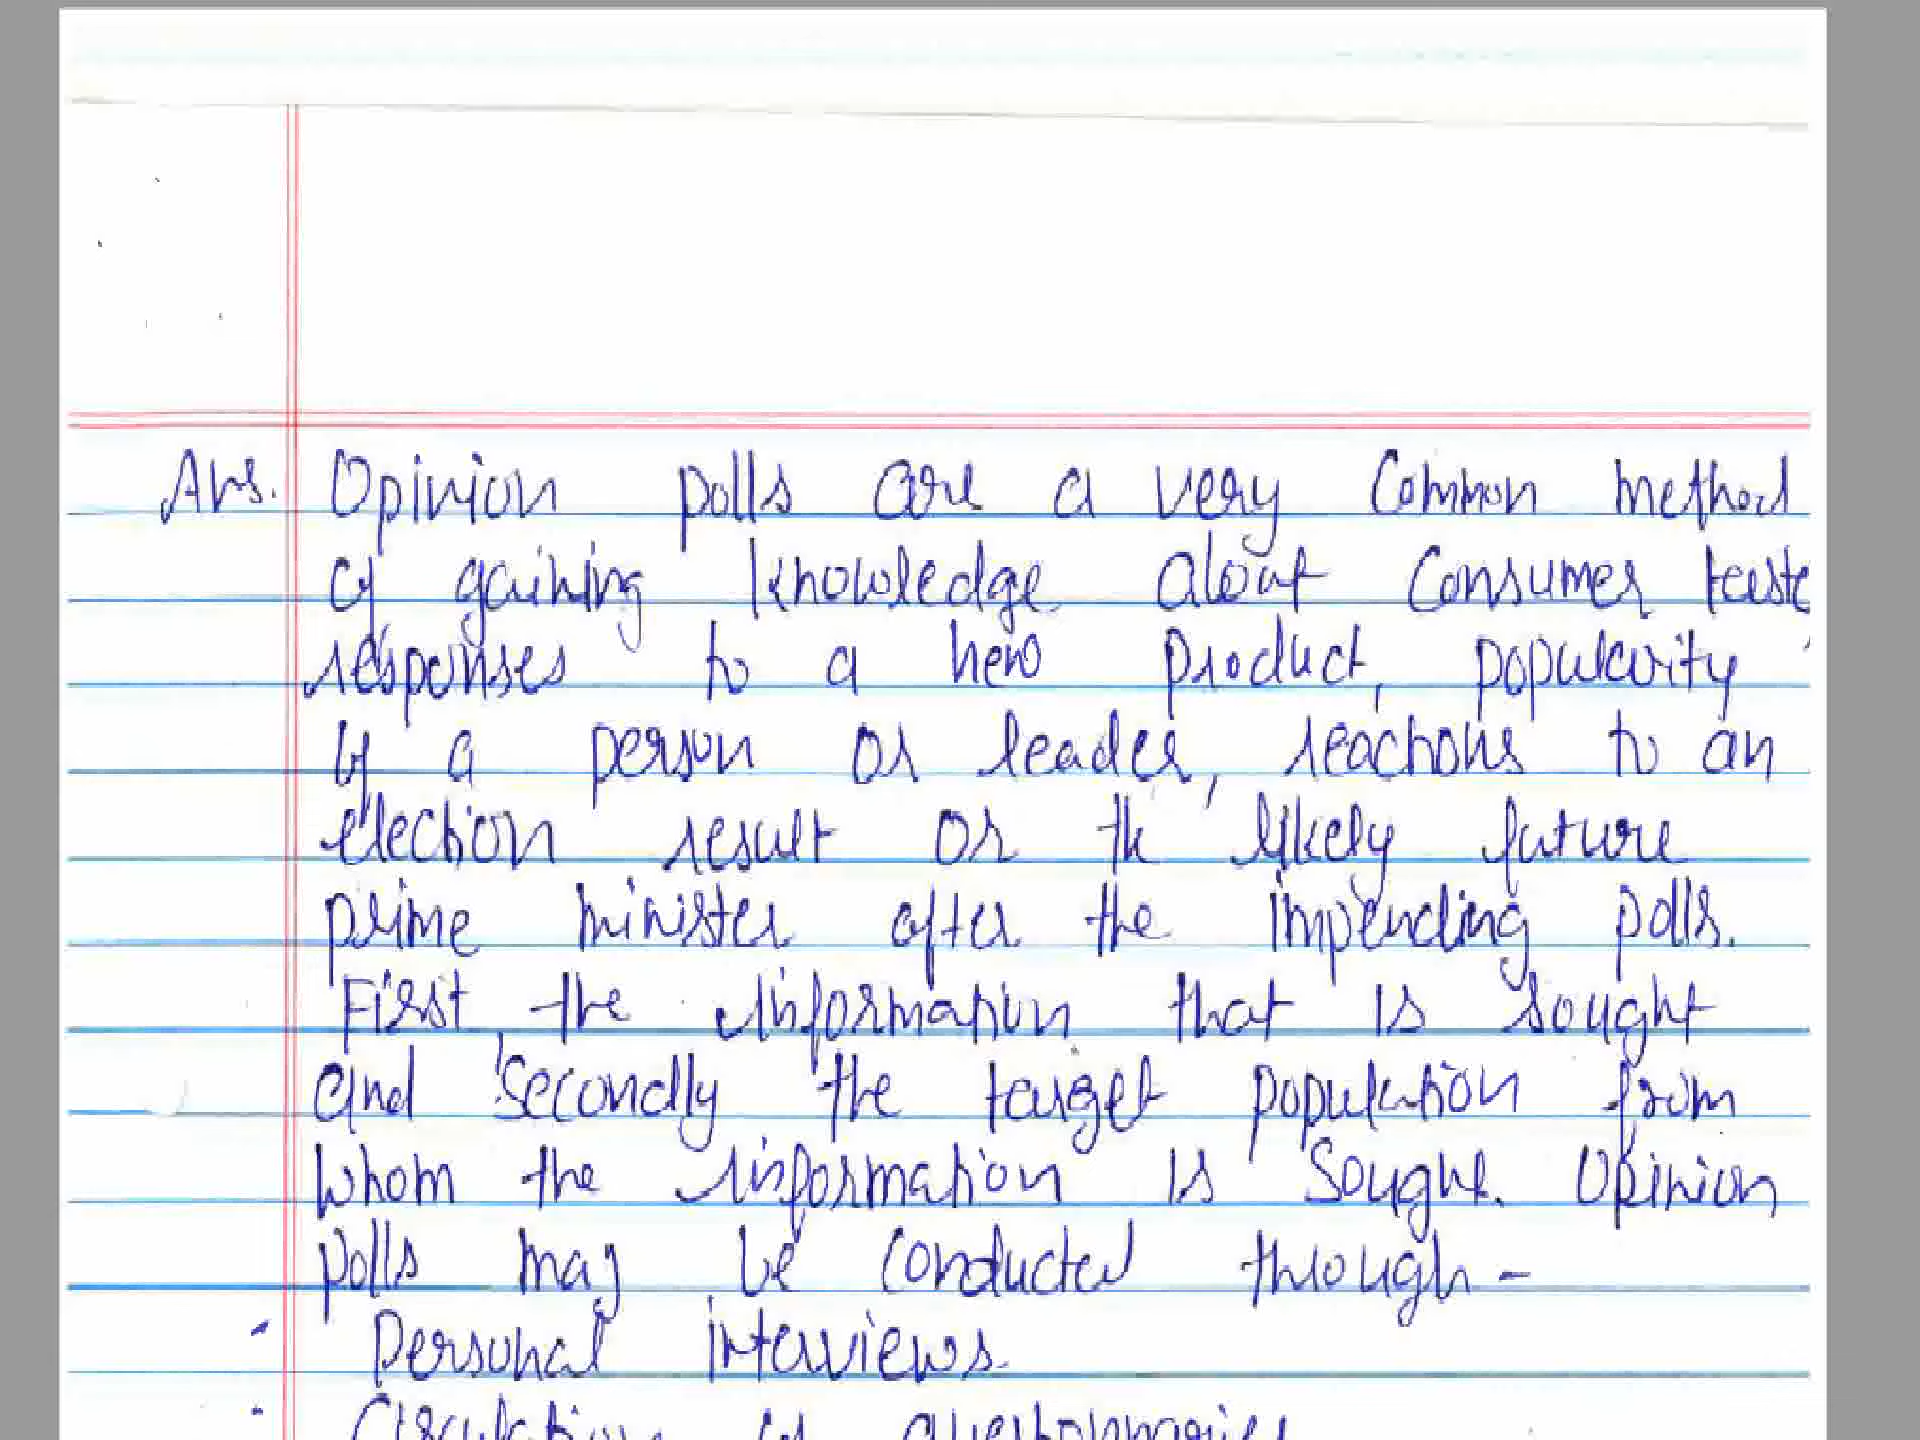 Ans. Opinion polls are a very Common method
of gaining knowledge about Consumer taste
responses to a new product, popularity
of a person or leader, reactions to an
election result or the likely future
prime minister after the impending polls.
First, the information that is sought
and secondly the target population from
whom the information is sought. Opinion
polls may be conducted through -
- Personal interviews.
- Circulation of questionnaries